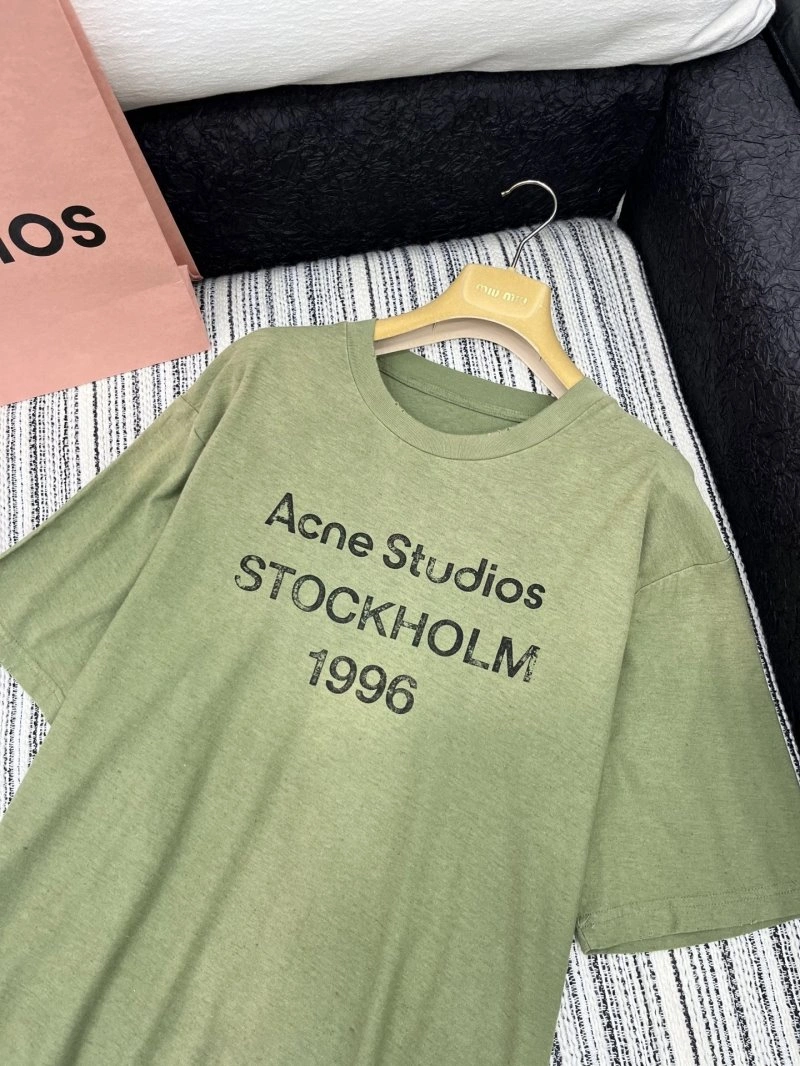 IOS
MIU MIU
Acne Studios
STOCKHOLM
1996